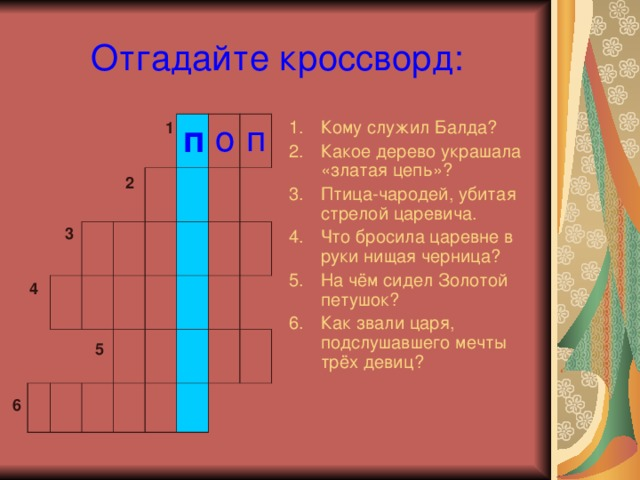 Отгадайте кроссворд:
1 п о п
2
3
4
5
6
1. Кому служил Балда?
2. Какое дерево украшала
«златая цепь»?
3. Птица-чародей, убитая
стрелой царевича.
4. Что бросила царевне в
руки нищая черница?
5. На чём сидел Золотой
петушок?
6. Как звали царя,
подслушавшего мечты
трёх девиц?